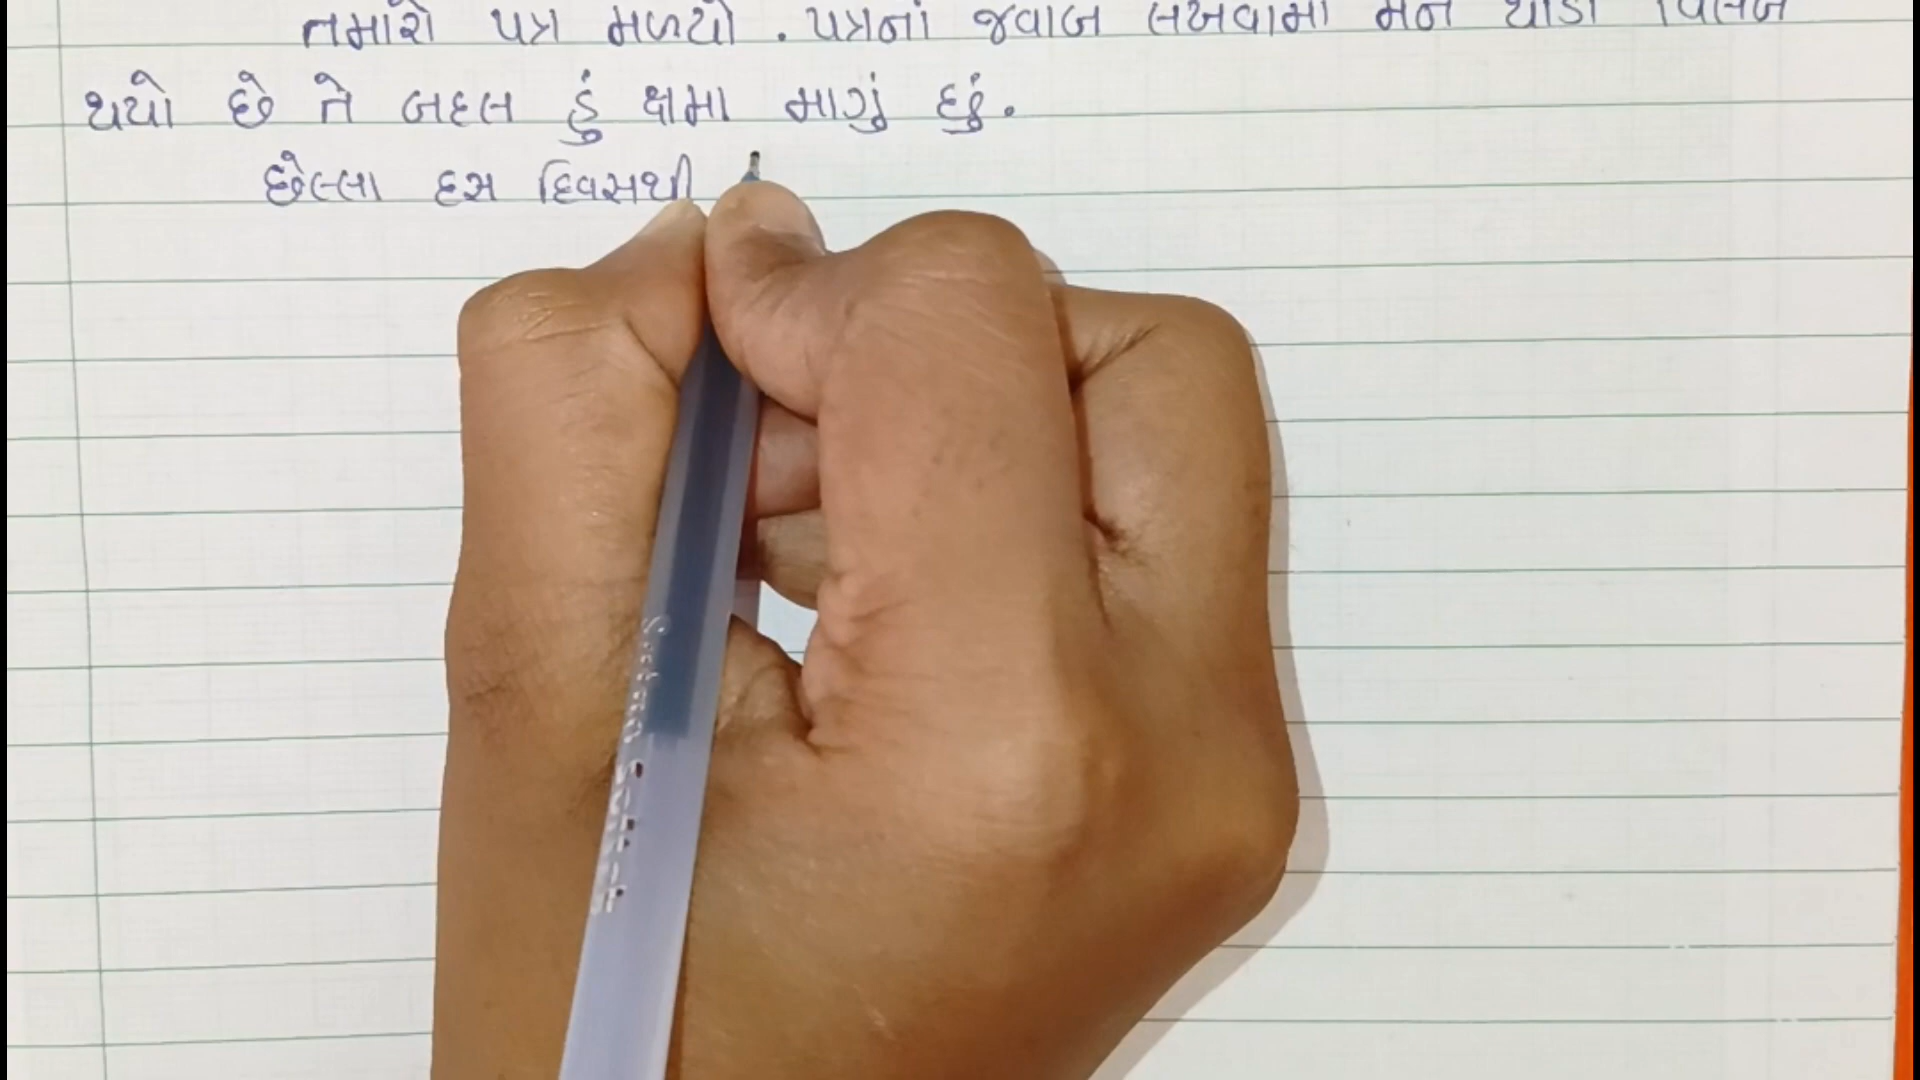 તમારો પત્ર મળ્યો . પત્રનો જવાબ લખવામાં મને થોડો વિલંબ
થયો છે તે બદલ હું ક્ષમા માગું છું.
છેલ્લા દસ દિવસથી